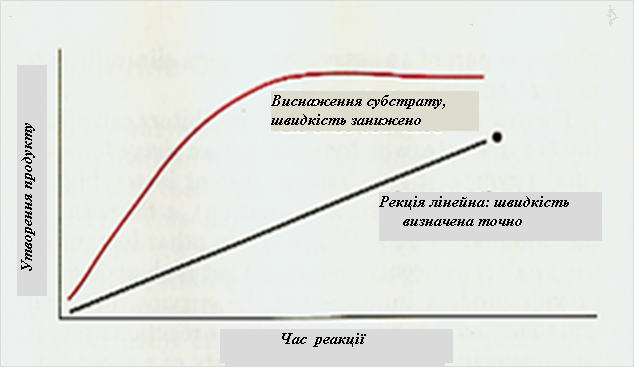 Виснаження субстрату,
швидкість занижено
Рекція лінейна: швидкість
визначена точно
Утворення продукту
Час реакції